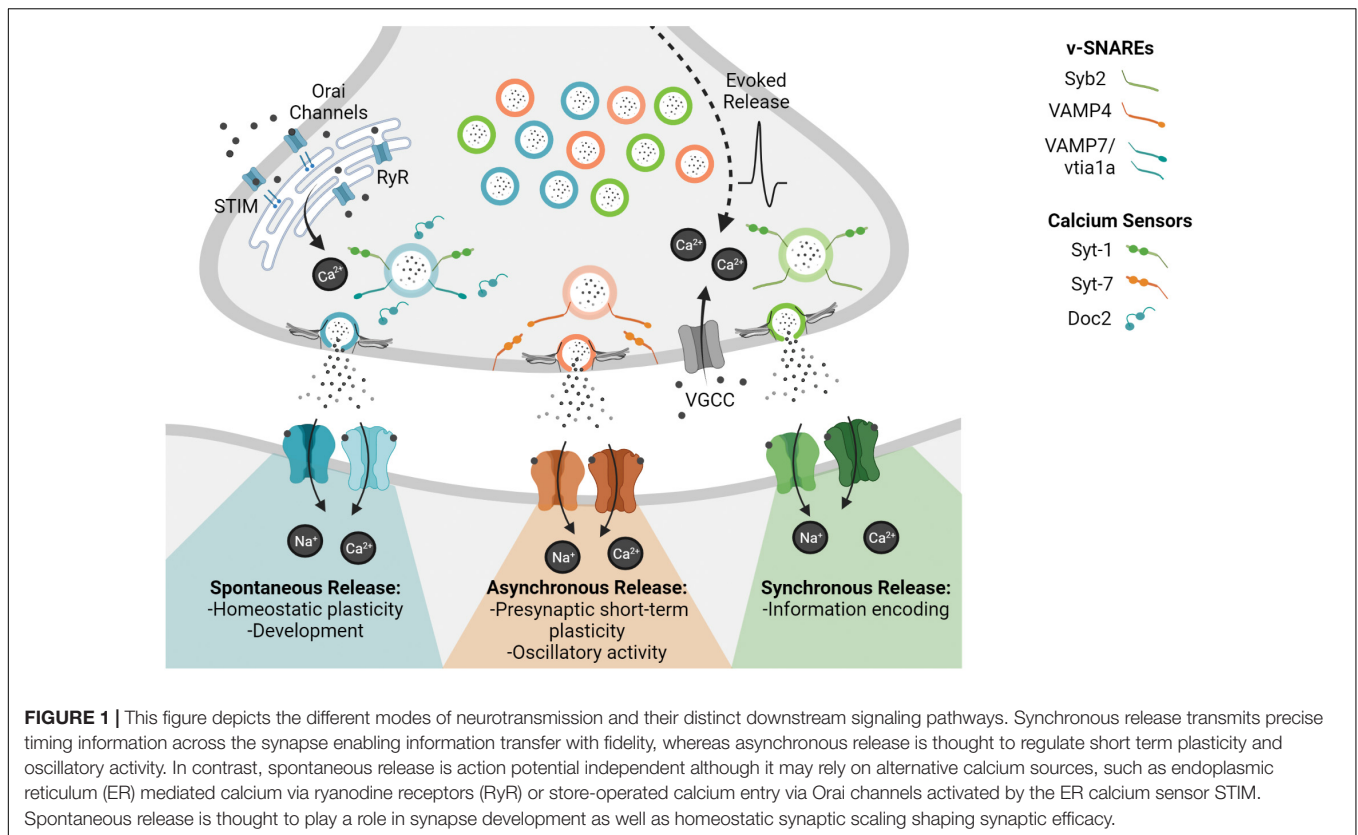 Orai
Channels
STIM
RyR
Ca²⁺
Evoked
Release
Ca²⁺
Ca²⁺
VGCC
v-SNAREs
Syb2
VAMP4
VAMP7/
vtia1a
Calcium Sensors
Syt-1
Syt-7
Doc2
Na⁺
Ca²⁺
Spontaneous Release:
-Homeostatic plasticity
-Development
Na⁺
Ca²⁺
Asynchronous Release:
-Presynaptic short-term
plasticity
-Oscillatory activity
Na⁺
Ca²⁺
Synchronous Release:
-Information encoding
FIGURE 1 | This figure depicts the different modes of neurotransmission and their distinct downstream signaling pathways. Synchronous release transmits precise
timing information across the synapse enabling information transfer with fidelity, whereas asynchronous release is thought to regulate short term plasticity and
oscillatory activity. In contrast, spontaneous release is action potential independent although it may rely on alternative calcium sources, such as endoplasmic
reticulum (ER) mediated calcium via ryanodine receptors (RyR) or store-operated calcium entry via Orai channels activated by the ER calcium sensor STIM.
Spontaneous release is thought to play a role in synapse development as well as homeostatic synaptic scaling shaping synaptic efficacy.